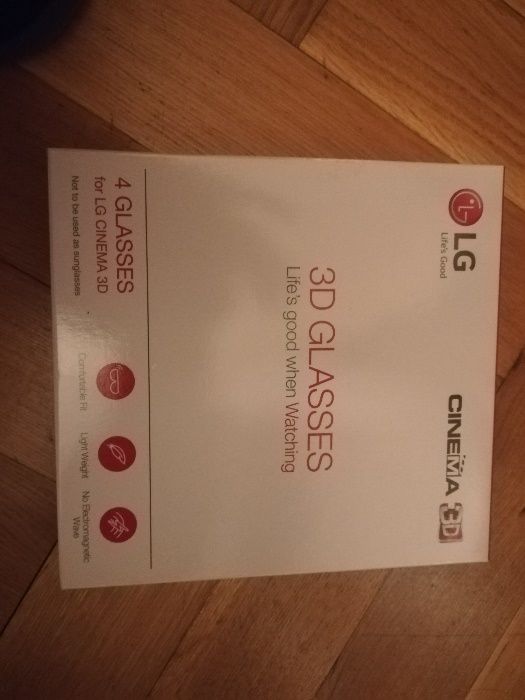 LG
Life's Good
CINEMA 3D
3D GLASSES
Life's good when Watching
4 GLASSES
for LG CINEMA 3D
Not to be used as sunglasses
Comfortable Fit
Light Weight
No Electromagnetic
Wave